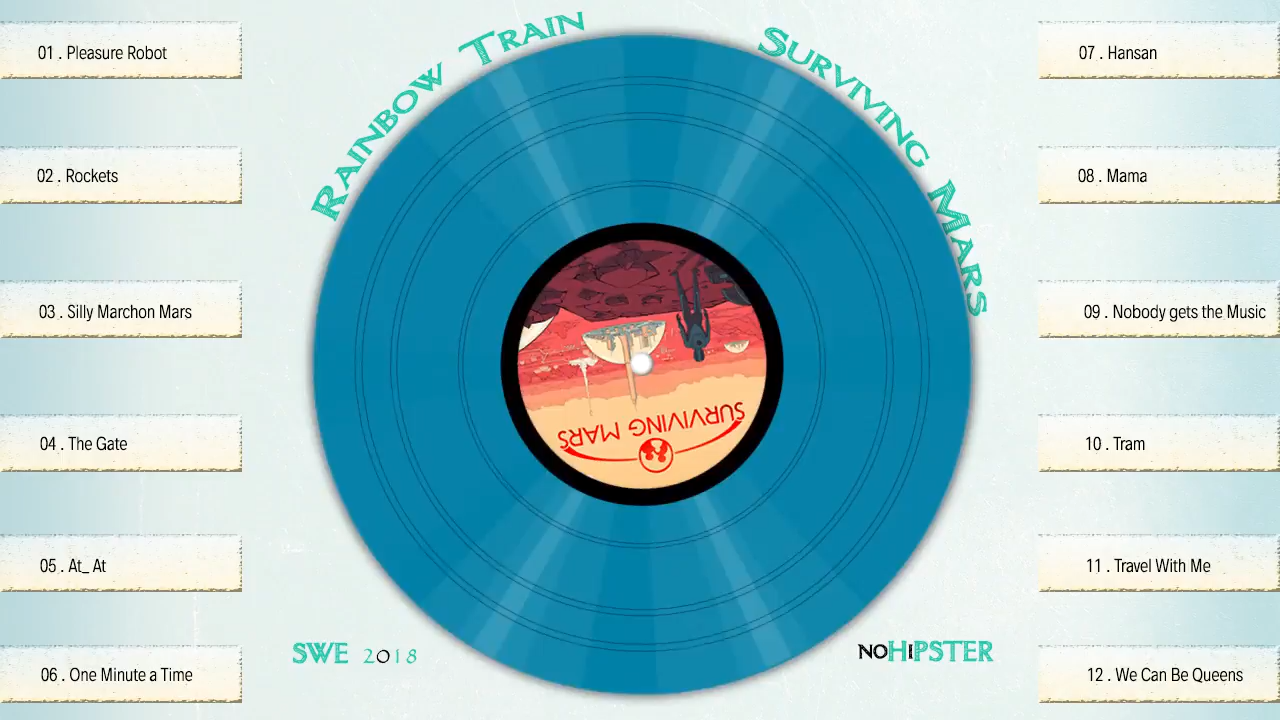 Rainbow Train
Surviving Mars
01 . Pleasure Robot
02 . Rockets
03 . Silly Marchon Mars
04 . The Gate
05 . At_ At
06 . One Minute a Time
07 . Hansan
08 . Mama
09 . Nobody gets the Music
10 . Tram
11 . Travel With Me
12 . We Can Be Queens
SURVIVING MARS
SWE 2018
NOHiPSTER